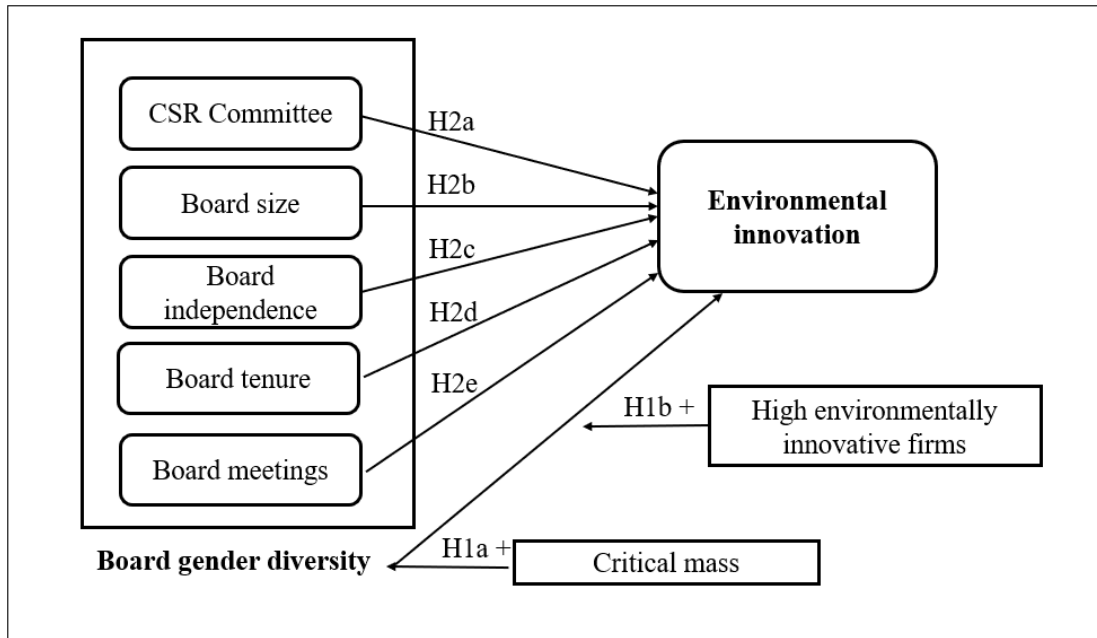 CSR Committee
H2a
Board size
H2b
Environmental
innovation
Board
independence
H2c
Board tenure
H2d
Board meetings
H2e
H1b +
High environmentally
innovative firms
Board gender diversity
H1a +
Critical mass